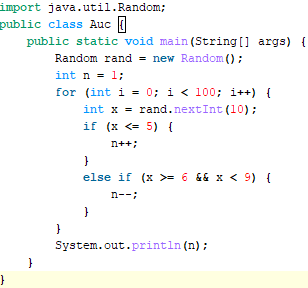 import java.util.Random;
public class Auc {
    public static void main(String[] args) {
        Random rand = new Random();
        int n = 1;
        for (int i = 0; i < 100; i++) {
            int x = rand.nextInt(10);
            if (x <= 5) {
                n++;
            }
            else if (x >= 6 && x < 9) {
                n--;
            }
        }
        System.out.println(n);
    }
}